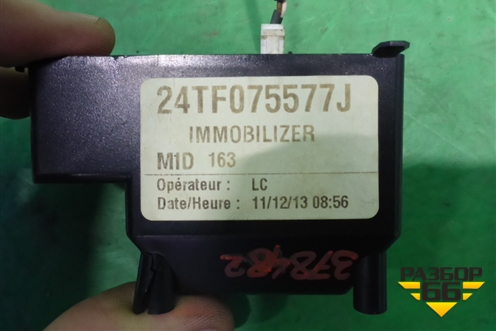 24TF075577J
IMMOBILIZER
M1D 163
Opérateur : LC
Date/Heure : 11/12/13 08:56
378482
РАЗБОР
66